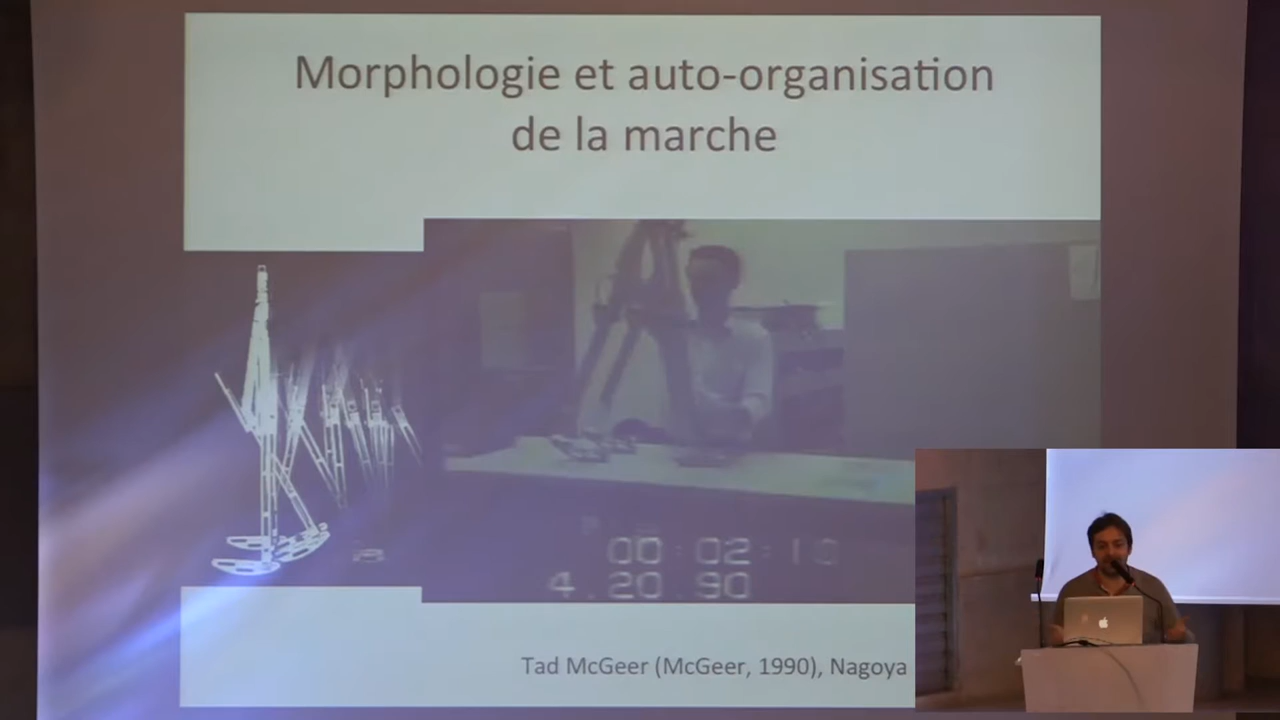 Morphologie et auto-organisation
de la marche
00:02:10
4.20.90
Tad McGeer (McGeer, 1990), Nagoya